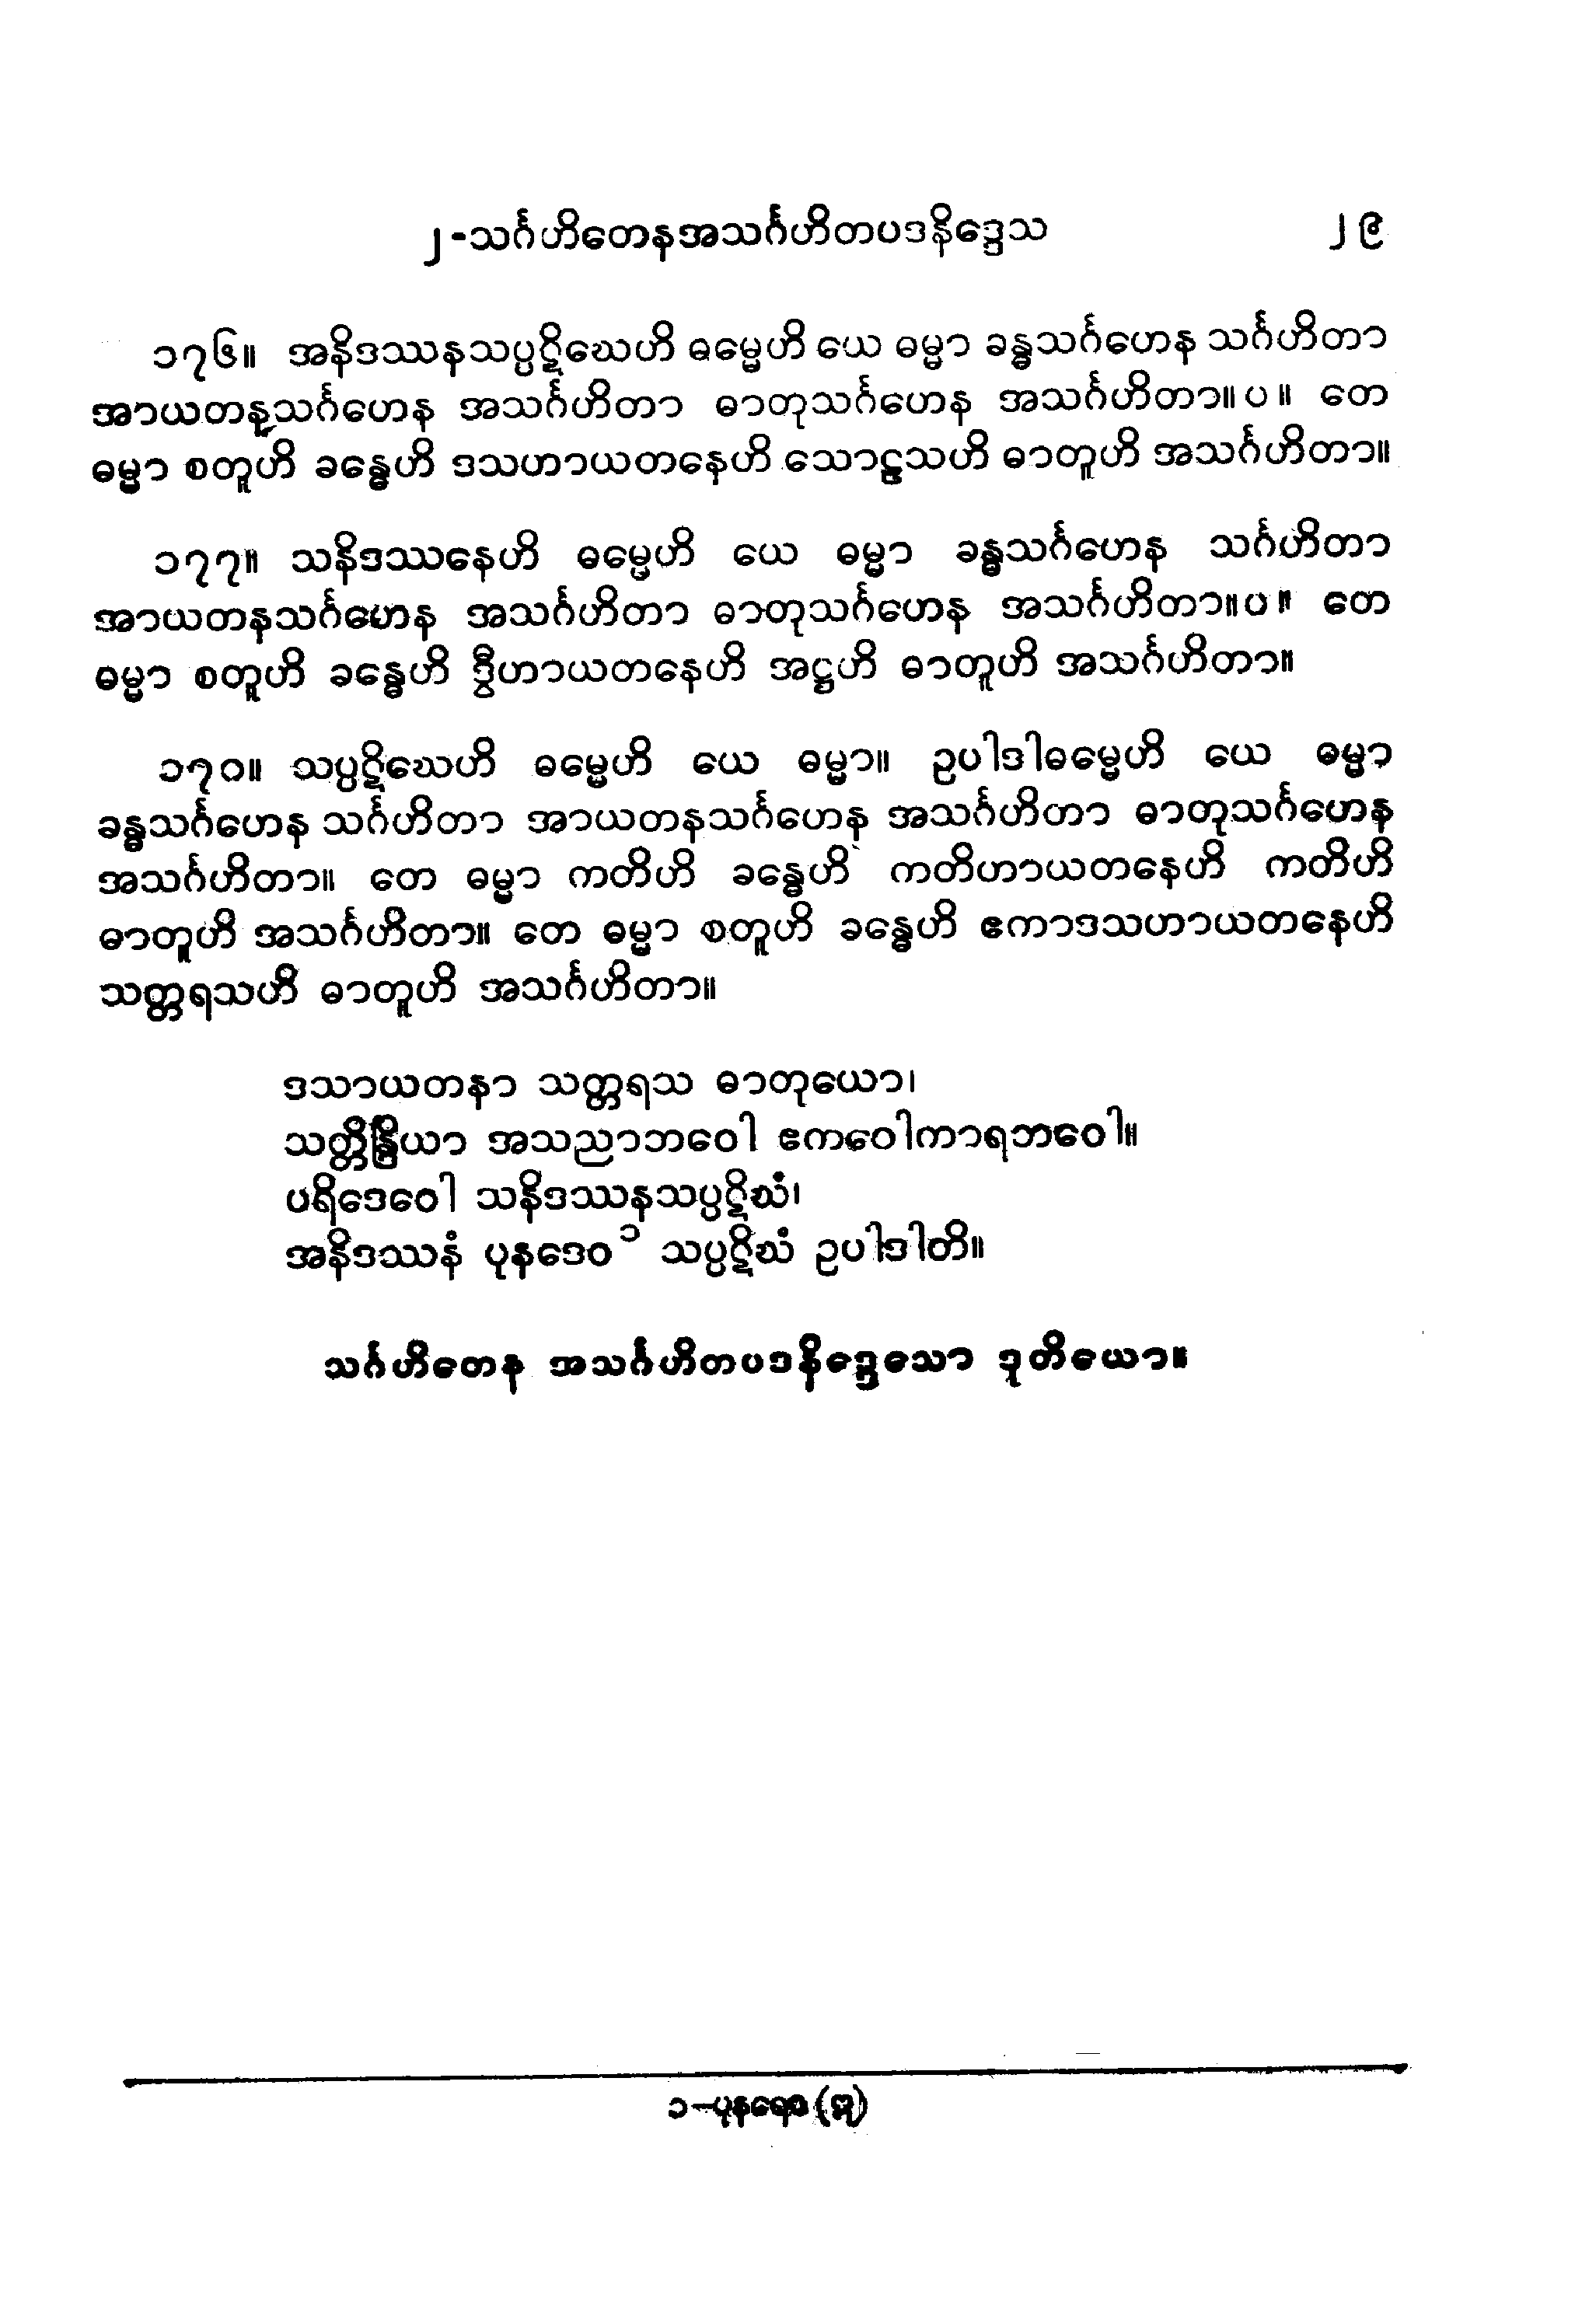 ၂-သင်္ဂဟိတေနအသင်္ဂဟိတပဒနိဒ္ဒေသ ၂၉
၁၇၆။ အနိဒဿနသပ္ပဋိဃေဟိ ဓမ္မေဟိ ယေ ဓမ္မာ ခန္ဓသင်္ဂဟေန သင်္ဂဟိတာ
အာယတနသင်္ဂဟေန အသင်္ဂဟိတာ ဓာတုသင်္ဂဟေန အသင်္ဂဟိတာ။ပ။ တေ
ဓမ္မာ စတူဟိ ခန္ဓေဟိ ဒသဟာယတနေဟိ သောဠသဟိ ဓာတူဟိ အသင်္ဂဟိတာ။
၁၇၇။ သနိဒဿနေဟိ ဓမ္မေဟိ ယေ ဓမ္မာ ခန္ဓသင်္ဂဟေန သင်္ဂဟိတာ
အာယတနသင်္ဂဟေန အသင်္ဂဟိတာ ဓာတုသင်္ဂဟေန အသင်္ဂဟိတာ။ပ။ တေ
ဓမ္မာ စတူဟိ ခန္ဓေဟိ ဒွီဟာယတနေဟိ အဋ္ဌဟိ ဓာတူဟိ အသင်္ဂဟိတာ။
၁၇၀။ သပ္ပဋိဃေဟိ ဓမ္မေဟိ ယေ ဓမ္မာ။ ဥပါဒါဓမ္မေဟိ ယေ ဓမ္မာ
ခန္ဓသင်္ဂဟေန သင်္ဂဟိတာ အာယတနသင်္ဂဟေန အသင်္ဂဟိတာ ဓာတုသင်္ဂဟေန
အသင်္ဂဟိတာ။ တေ ဓမ္မာ ကတိဟိ ခန္ဓေဟိ ကတိဟာယတနေဟိ ကတိဟိ
ဓာတူဟိ အသင်္ဂဟိတာ။ တေ ဓမ္မာ စတူဟိ ခန္ဓေဟိ ဧကာဒသဟာယတနေဟိ
သတ္တရသဟိ ဓာတူဟိ အသင်္ဂဟိတာ။
ဒသာယတနာ သတ္တရသ ဓာတုယော၊
သတ္တိန္ဒြိယာ အသညာဘဝေါ ဧကဝေါကာရဘဝေါ။
ပရိဒေဝေါ သနိဒဿနသပ္ပဋိဃံ၊
အနိဒဿနံ ပုနဒေဝ ၁ သပ္ပဋိဃံ ဥပါဒါတိ။
သင်္ဂဟိတေန အသင်္ဂဟိတပဒနိဒ္ဒေသော ဒုတိယော။
၁-ပုနရေဝ